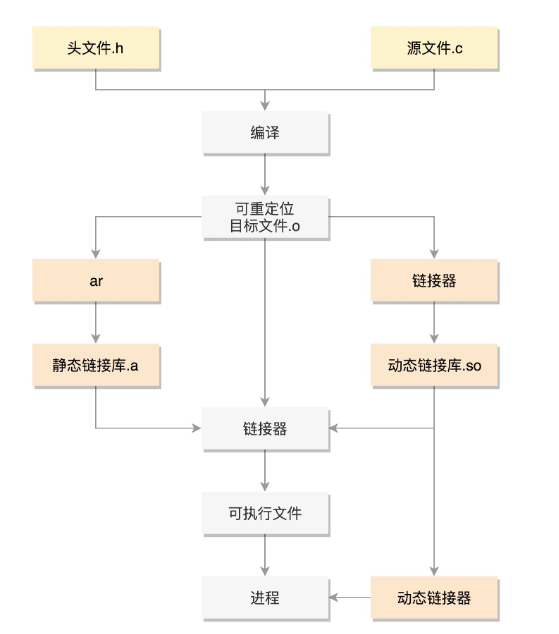 头文件.h
源文件.c
编译
可重定位
目标文件.o
ar
链接器
静态链接库.a
动态链接库.so
链接器
可执行文件
进程
动态链接器